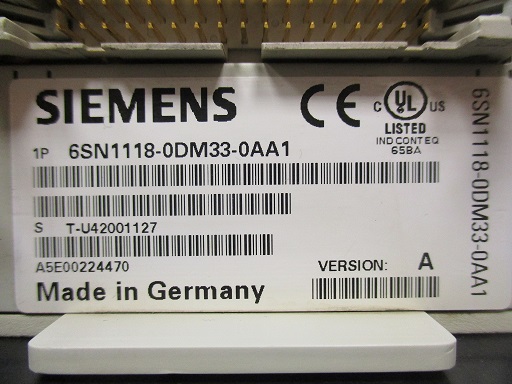 SIEMENS
CE
C UL US
LISTED
IND CONT EQ
65BA
1P 6SN1118-0DM33-0AA1
S T-U42001127
A5E00224470
VERSION: A
Made in Germany
6SN1118-0DM33-0AA1